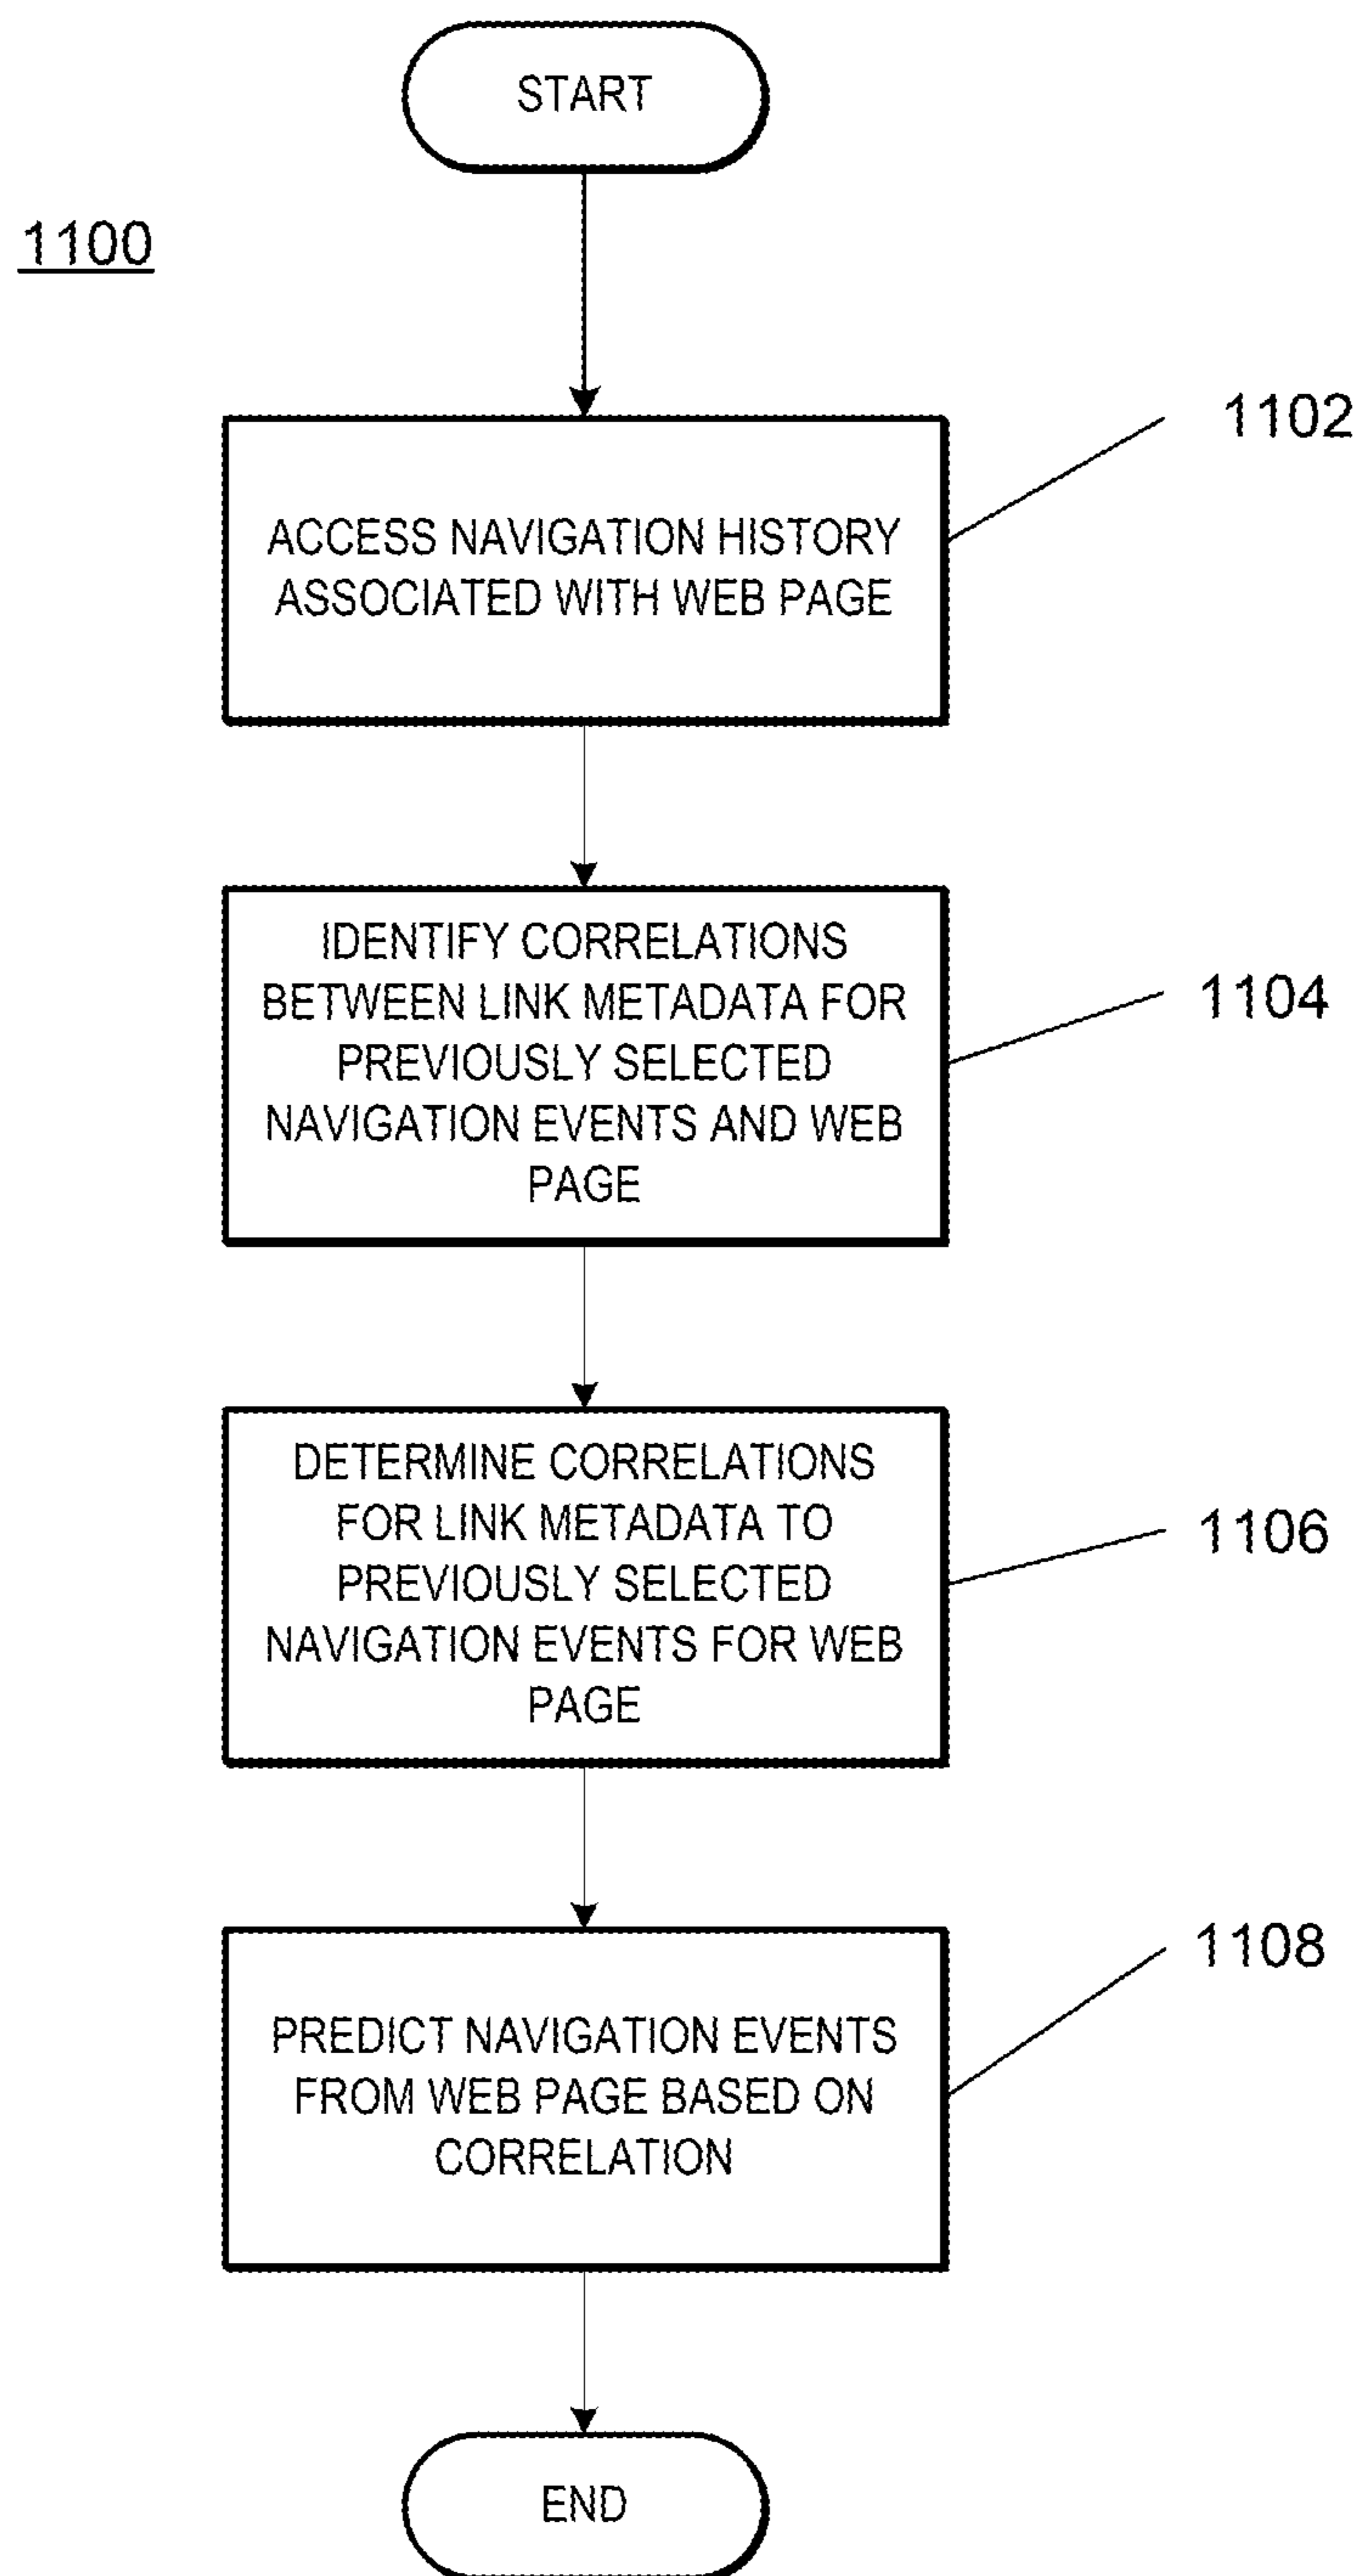 START
1100
1102
ACCESS NAVIGATION HISTORY
ASSOCIATED WITH WEB PAGE
IDENTIFY CORRELATIONS
BETWEEN LINK METADATA FOR
PREVIOUSLY SELECTED
NAVIGATION EVENTS AND WEB
PAGE
1104
DETERMINE CORRELATIONS
FOR LINK METADATA TO
PREVIOUSLY SELECTED
NAVIGATION EVENTS FOR WEB
PAGE
1106
1108
PREDICT NAVIGATION EVENTS
FROM WEB PAGE BASED ON
CORRELATION
END